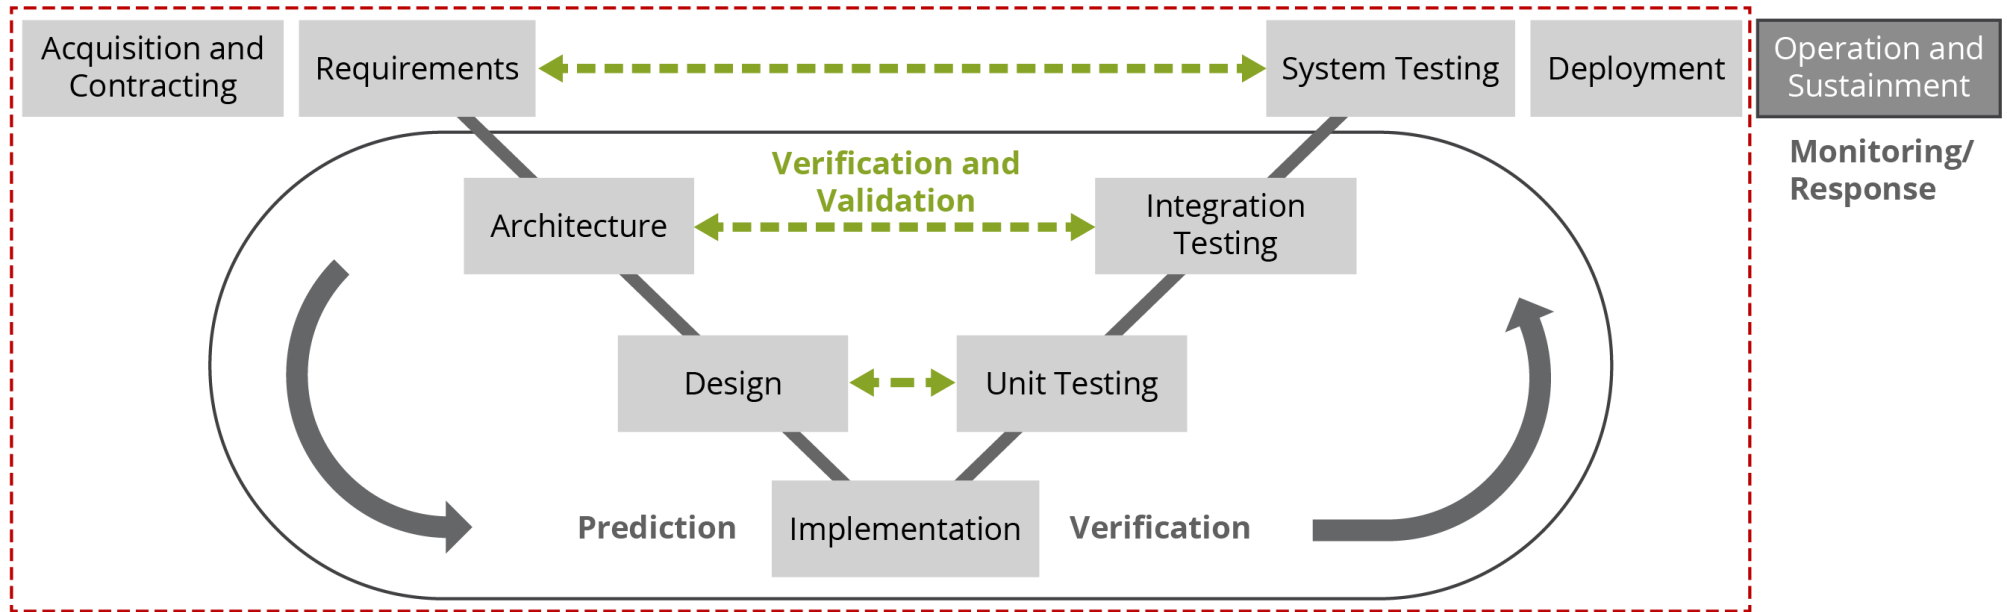 Acquisition and
Contracting
Requirements
System Testing
Deployment
Operation and
Sustainment
Monitoring/
Response
Verification and
Validation
Architecture
Integration
Testing
Design
Unit Testing
Prediction
Implementation
Verification